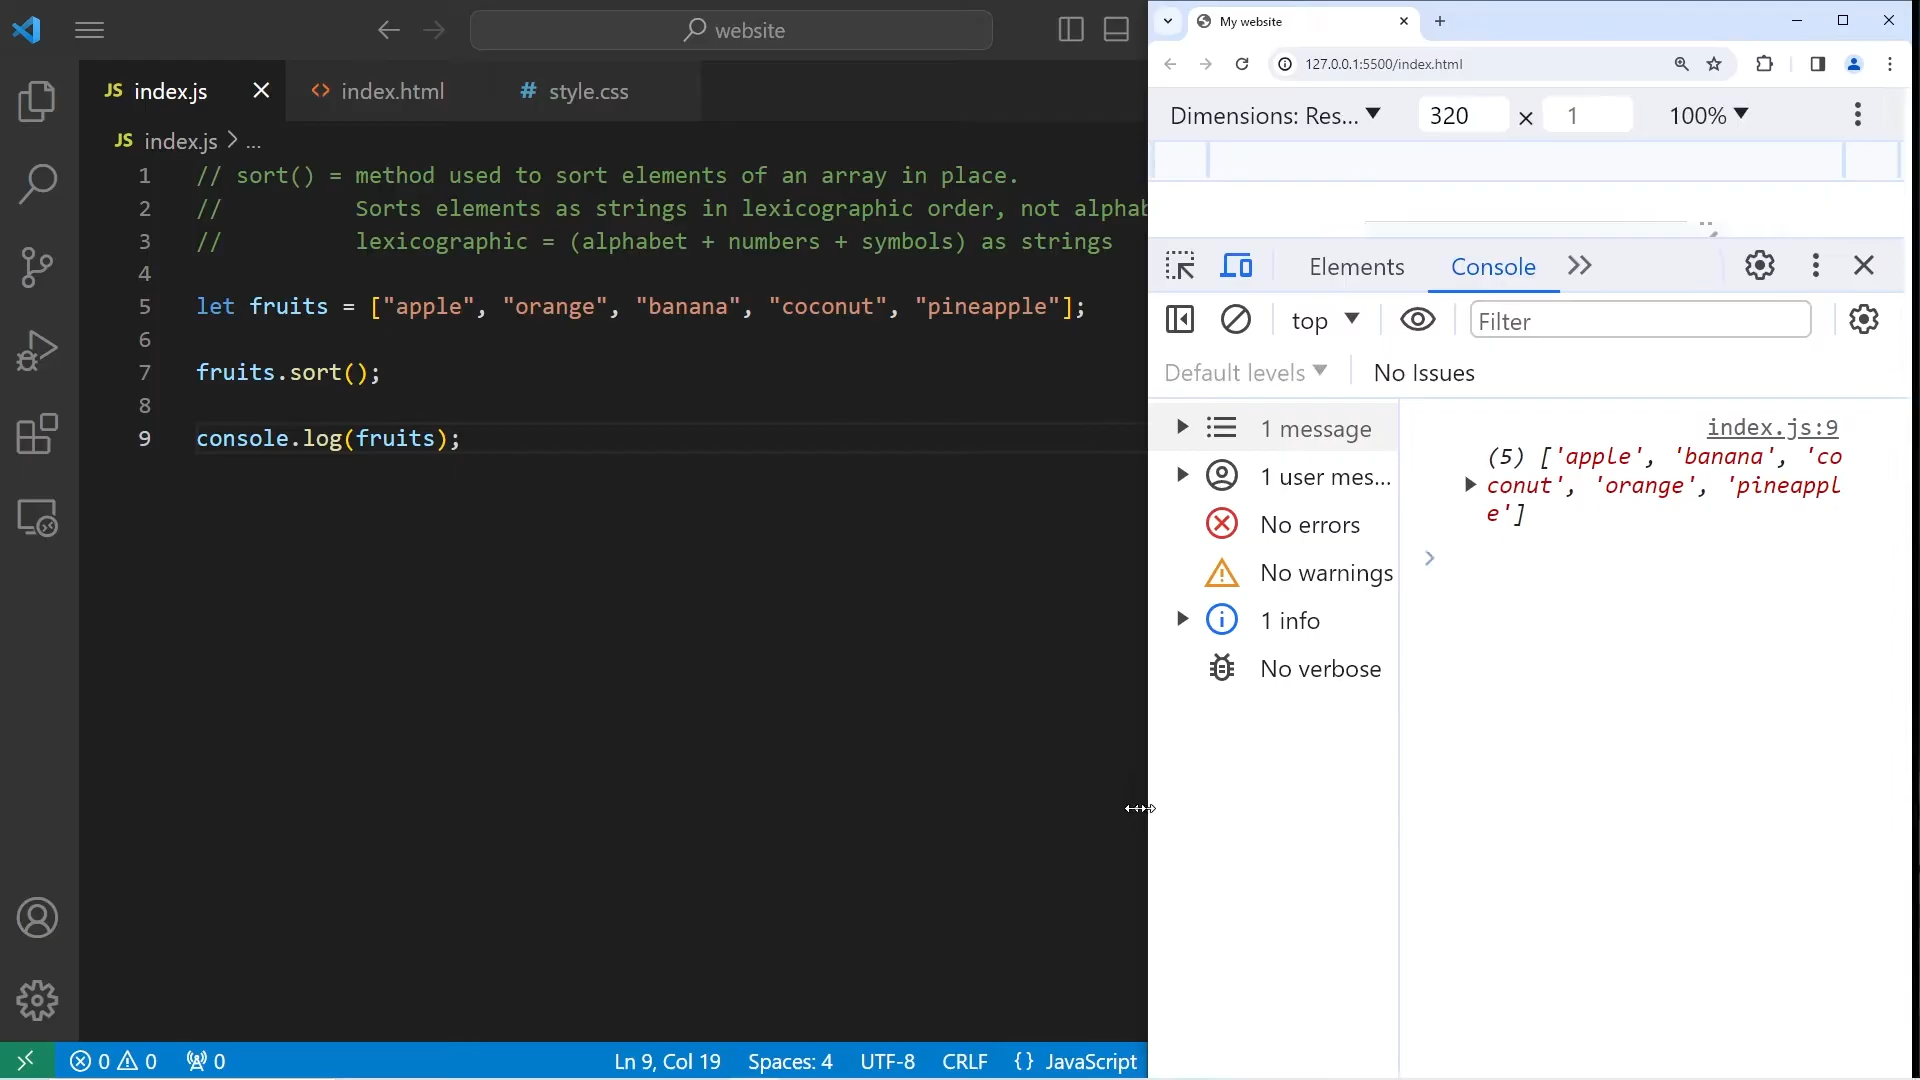 website
JS index.js
<> index.html
# style.css
JS index.js > ...
1 // sort() = method used to sort elements of an array in place.
2 // Sorts elements as strings in lexicographic order, not alphab
3 // lexicographic = (alphabet + numbers + symbols) as strings
4
5 let fruits = ["apple", "orange", "banana", "coconut", "pineapple"];
6
7 fruits.sort();
8
9 console.log(fruits);
0 0
0
Ln 9, Col 19
Spaces: 4
UTF-8
CRLF
{} JavaScript
My website
127.0.0.1:5500/index.html
Dimensions: Res...
320 × 1
100%
Elements
Console
top
Filter
Default levels
No Issues
1 message
1 user mes...
No errors
No warnings
1 info
No verbose
index.js:9
(5) ['apple', 'banana', 'co
conut', 'orange', 'pineappl
e']